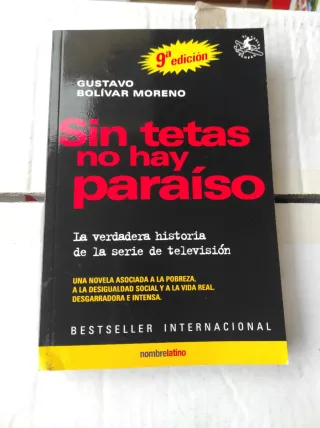 9ª edición
GUSTAVO
BOLÍVAR MORENO
Sin tetas
no hay
paraíso
La verdadera historia
de la serie de televisión
UNA NOVELA ASOCIADA A LA POBREZA,
A LA DESIGUALDAD SOCIAL Y A LA VIDA REAL.
DESGARRADORA E INTENSA.
BESTSELLER INTERNACIONAL
nombrelatino